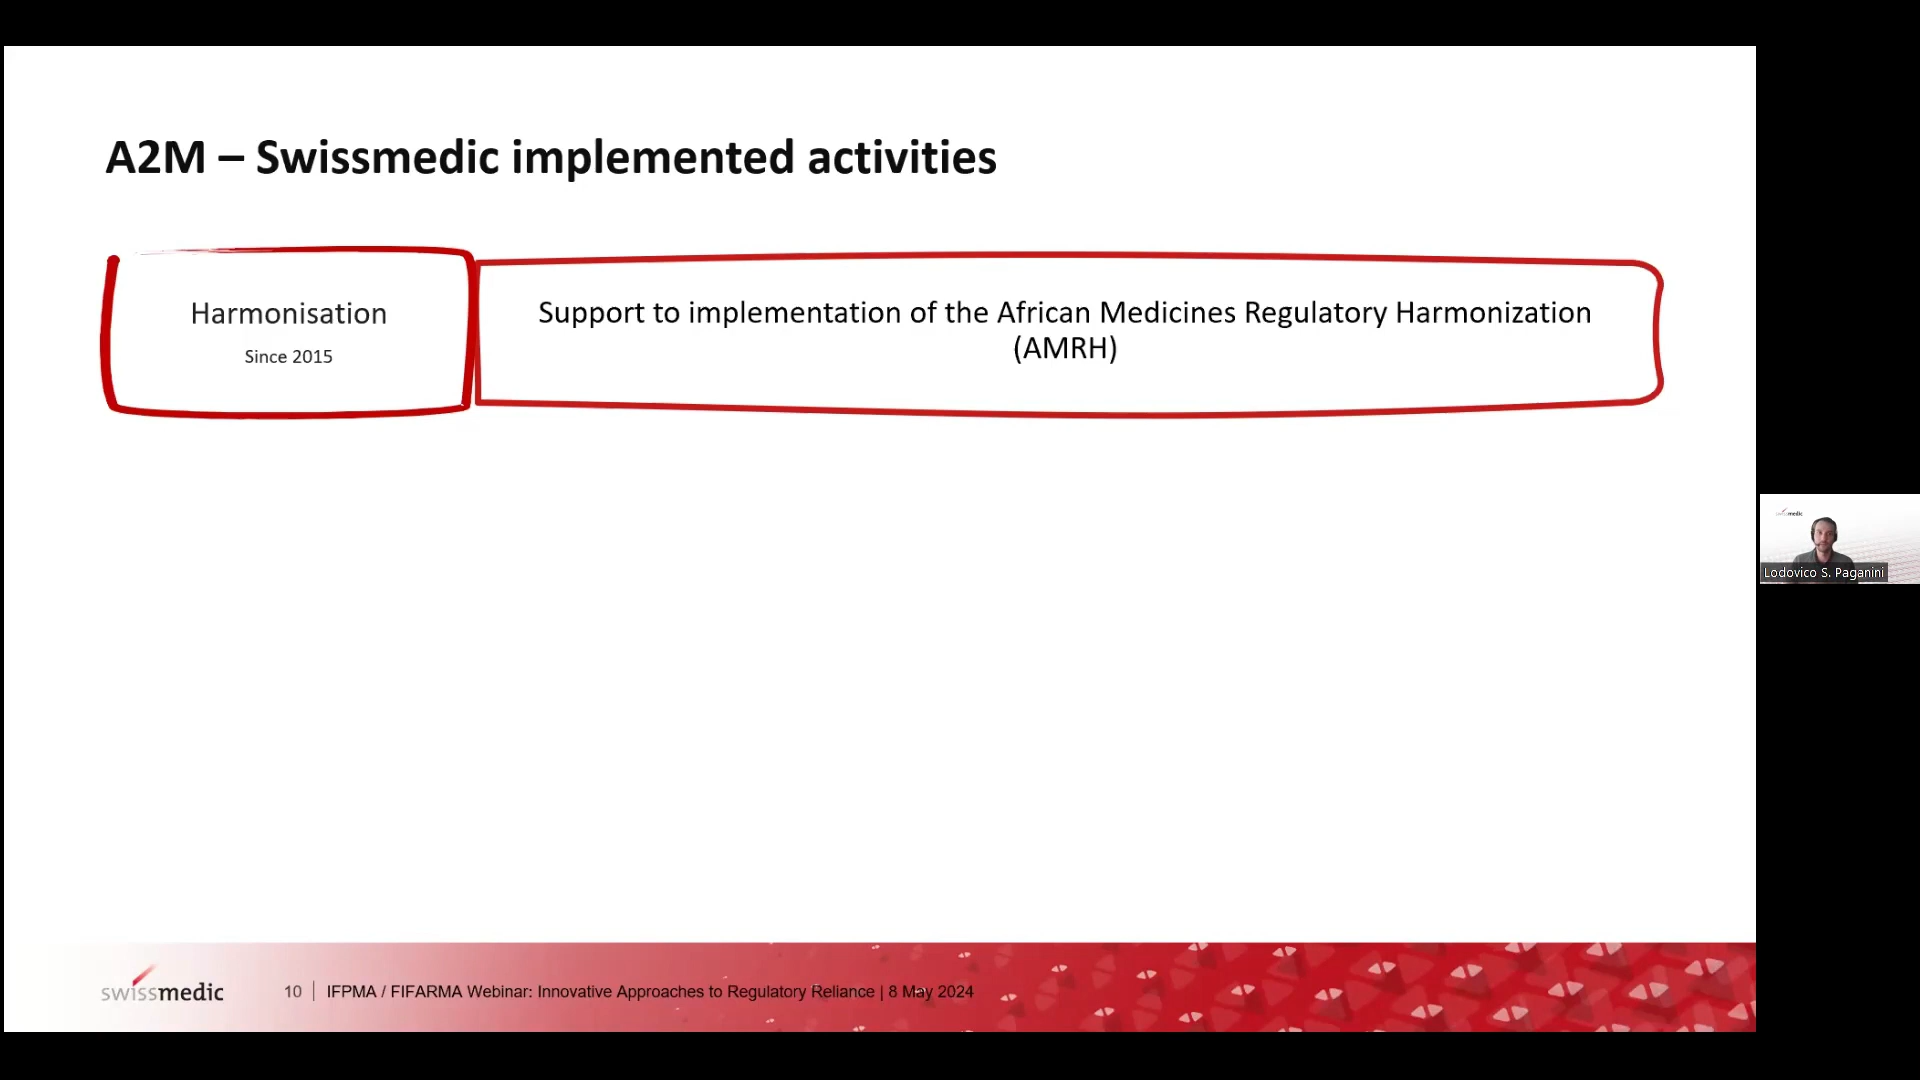 A2M – Swissmedic implemented activities
Harmonisation
Since 2015
Support to implementation of the African Medicines Regulatory Harmonization
(AMRH)
swissmedic
Lodovico S. Paganini
swissmedic
10 | IFPMA / FIFARMA Webinar: Innovative Approaches to Regulatory Reliance | 8 May 2024